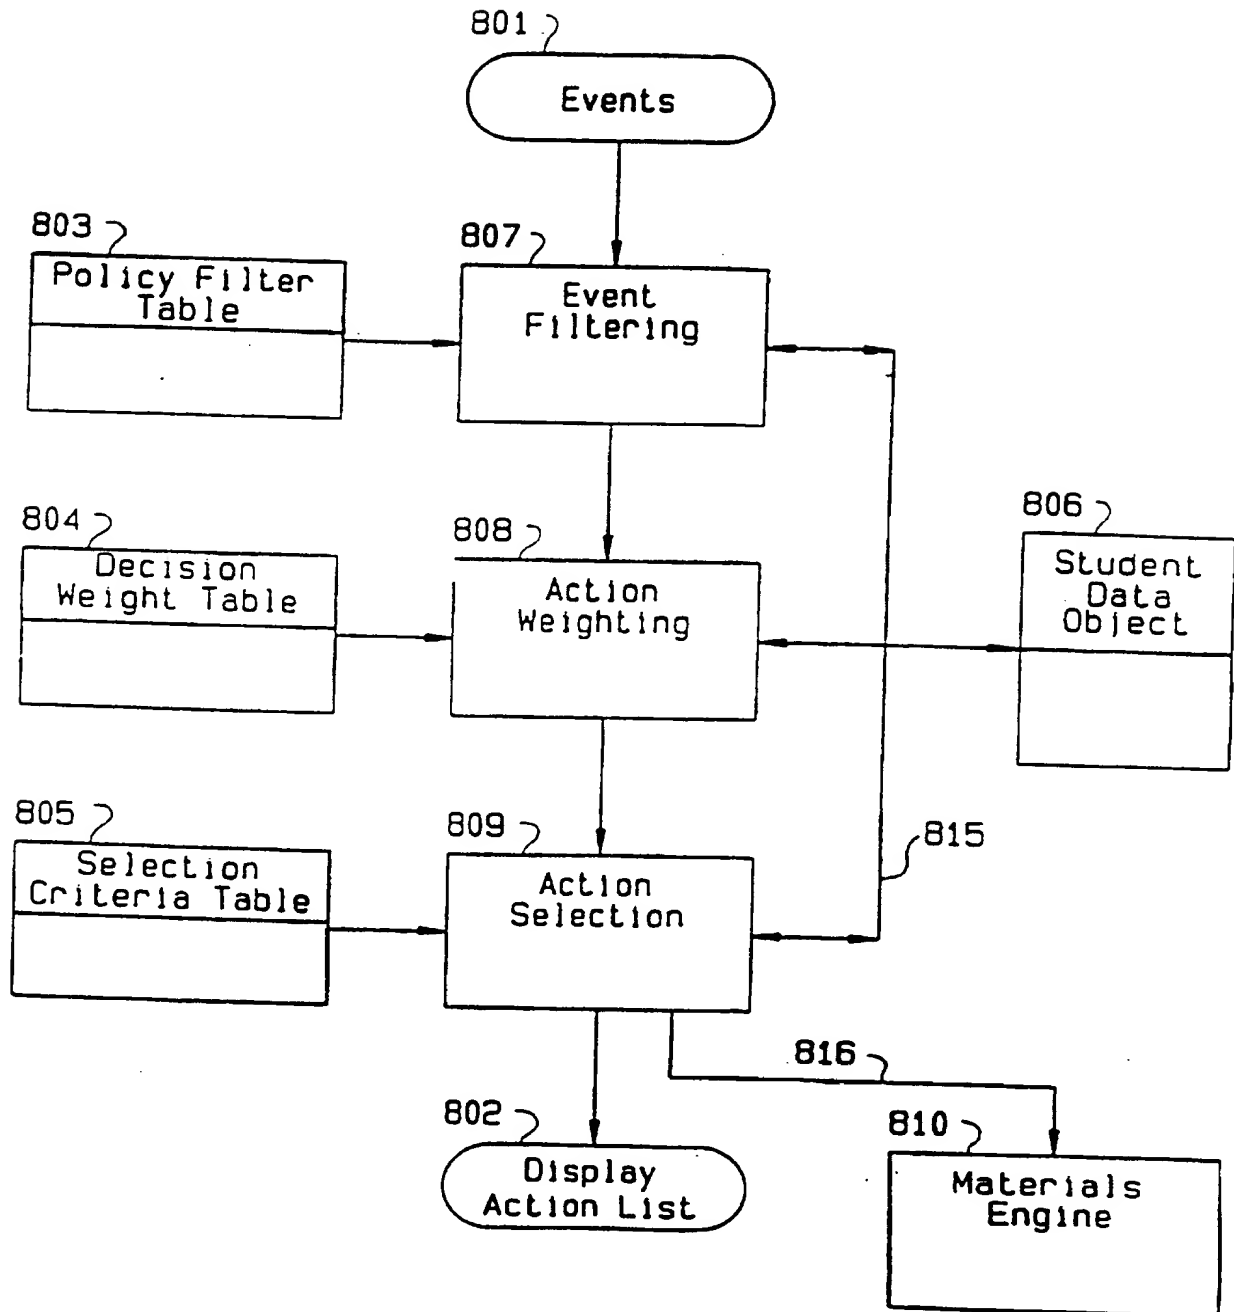 801
Events
803
Policy Filter
Table
807
Event
Filtering
804
Decision
Weight Table
808
Action
Weighting
806
Student
Data
Object
805
Selection
Criteria Table
809
Action
Selection
815
816
802
Display
Action List
810
Materials
Engine